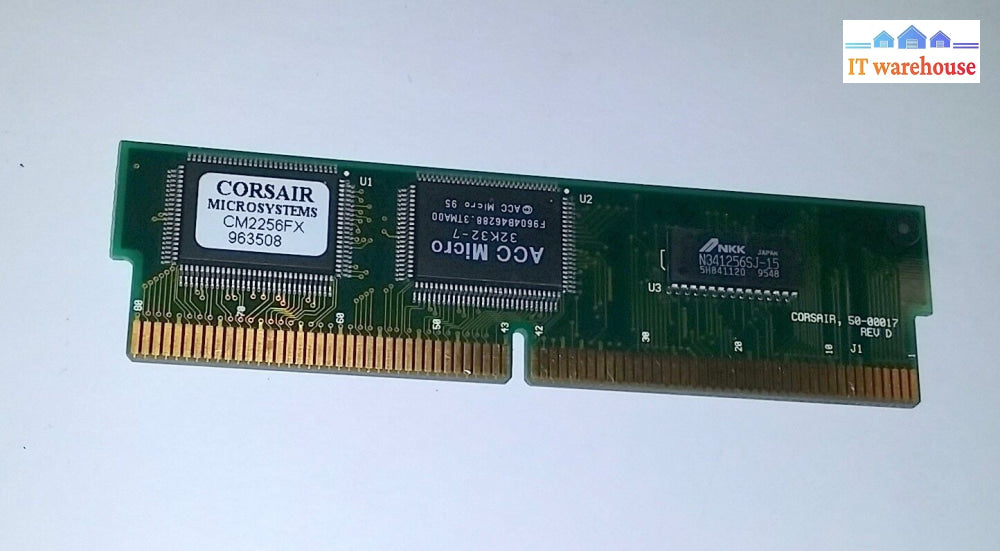 IT warehouse
U1
CORSAIR
MICROSYSTEMS
CM2256FX
963508
U2
ACC Micro
32K32-7
F9604B46288.3TMA00
© ACC Micro 95
NKK JAPAN
N341256SJ-15
5H841120 9548
U3
CORSAIR, 50-00017
REV D
J1
80
70
60
50
43
42
30
20
10
1